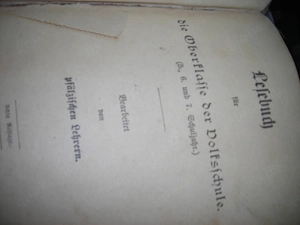 Lesebuch
für
die Oberklasse der Volksschule.
(5., 6. und 7. Schuljahr.)
Bearbeitet
von
pfälzischen Lehrern.